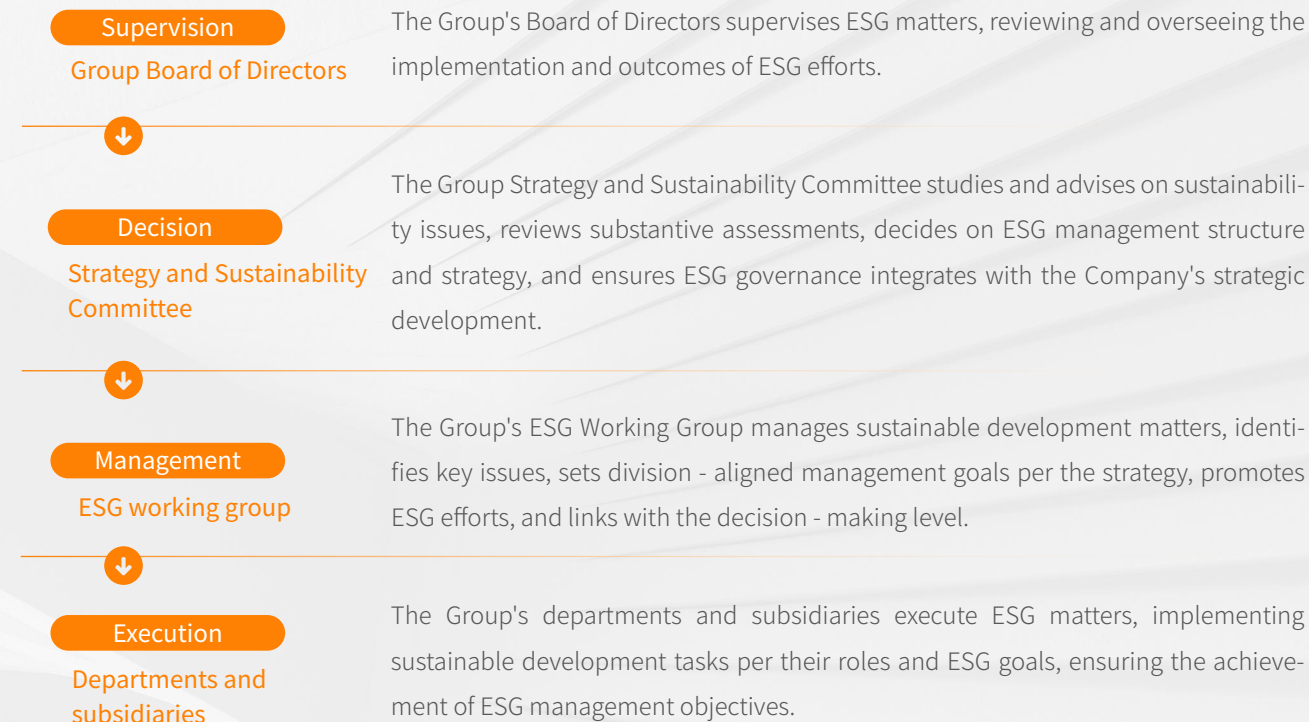 Supervision
Group Board of Directors
The Group's Board of Directors supervises ESG matters, reviewing and overseeing the
implementation and outcomes of ESG efforts.
Decision
Strategy and Sustainability
Committee
The Group Strategy and Sustainability Committee studies and advises on sustainabili-
ty issues, reviews substantive assessments, decides on ESG management structure
and strategy, and ensures ESG governance integrates with the Company's strategic
development.
Management
ESG working group
The Group's ESG Working Group manages sustainable development matters, identi-
fies key issues, sets division - aligned management goals per the strategy, promotes
ESG efforts, and links with the decision - making level.
Execution
Departments and
subsidiaries
The Group's departments and subsidiaries execute ESG matters, implementing
sustainable development tasks per their roles and ESG goals, ensuring the achieve-
ment of ESG management objectives.